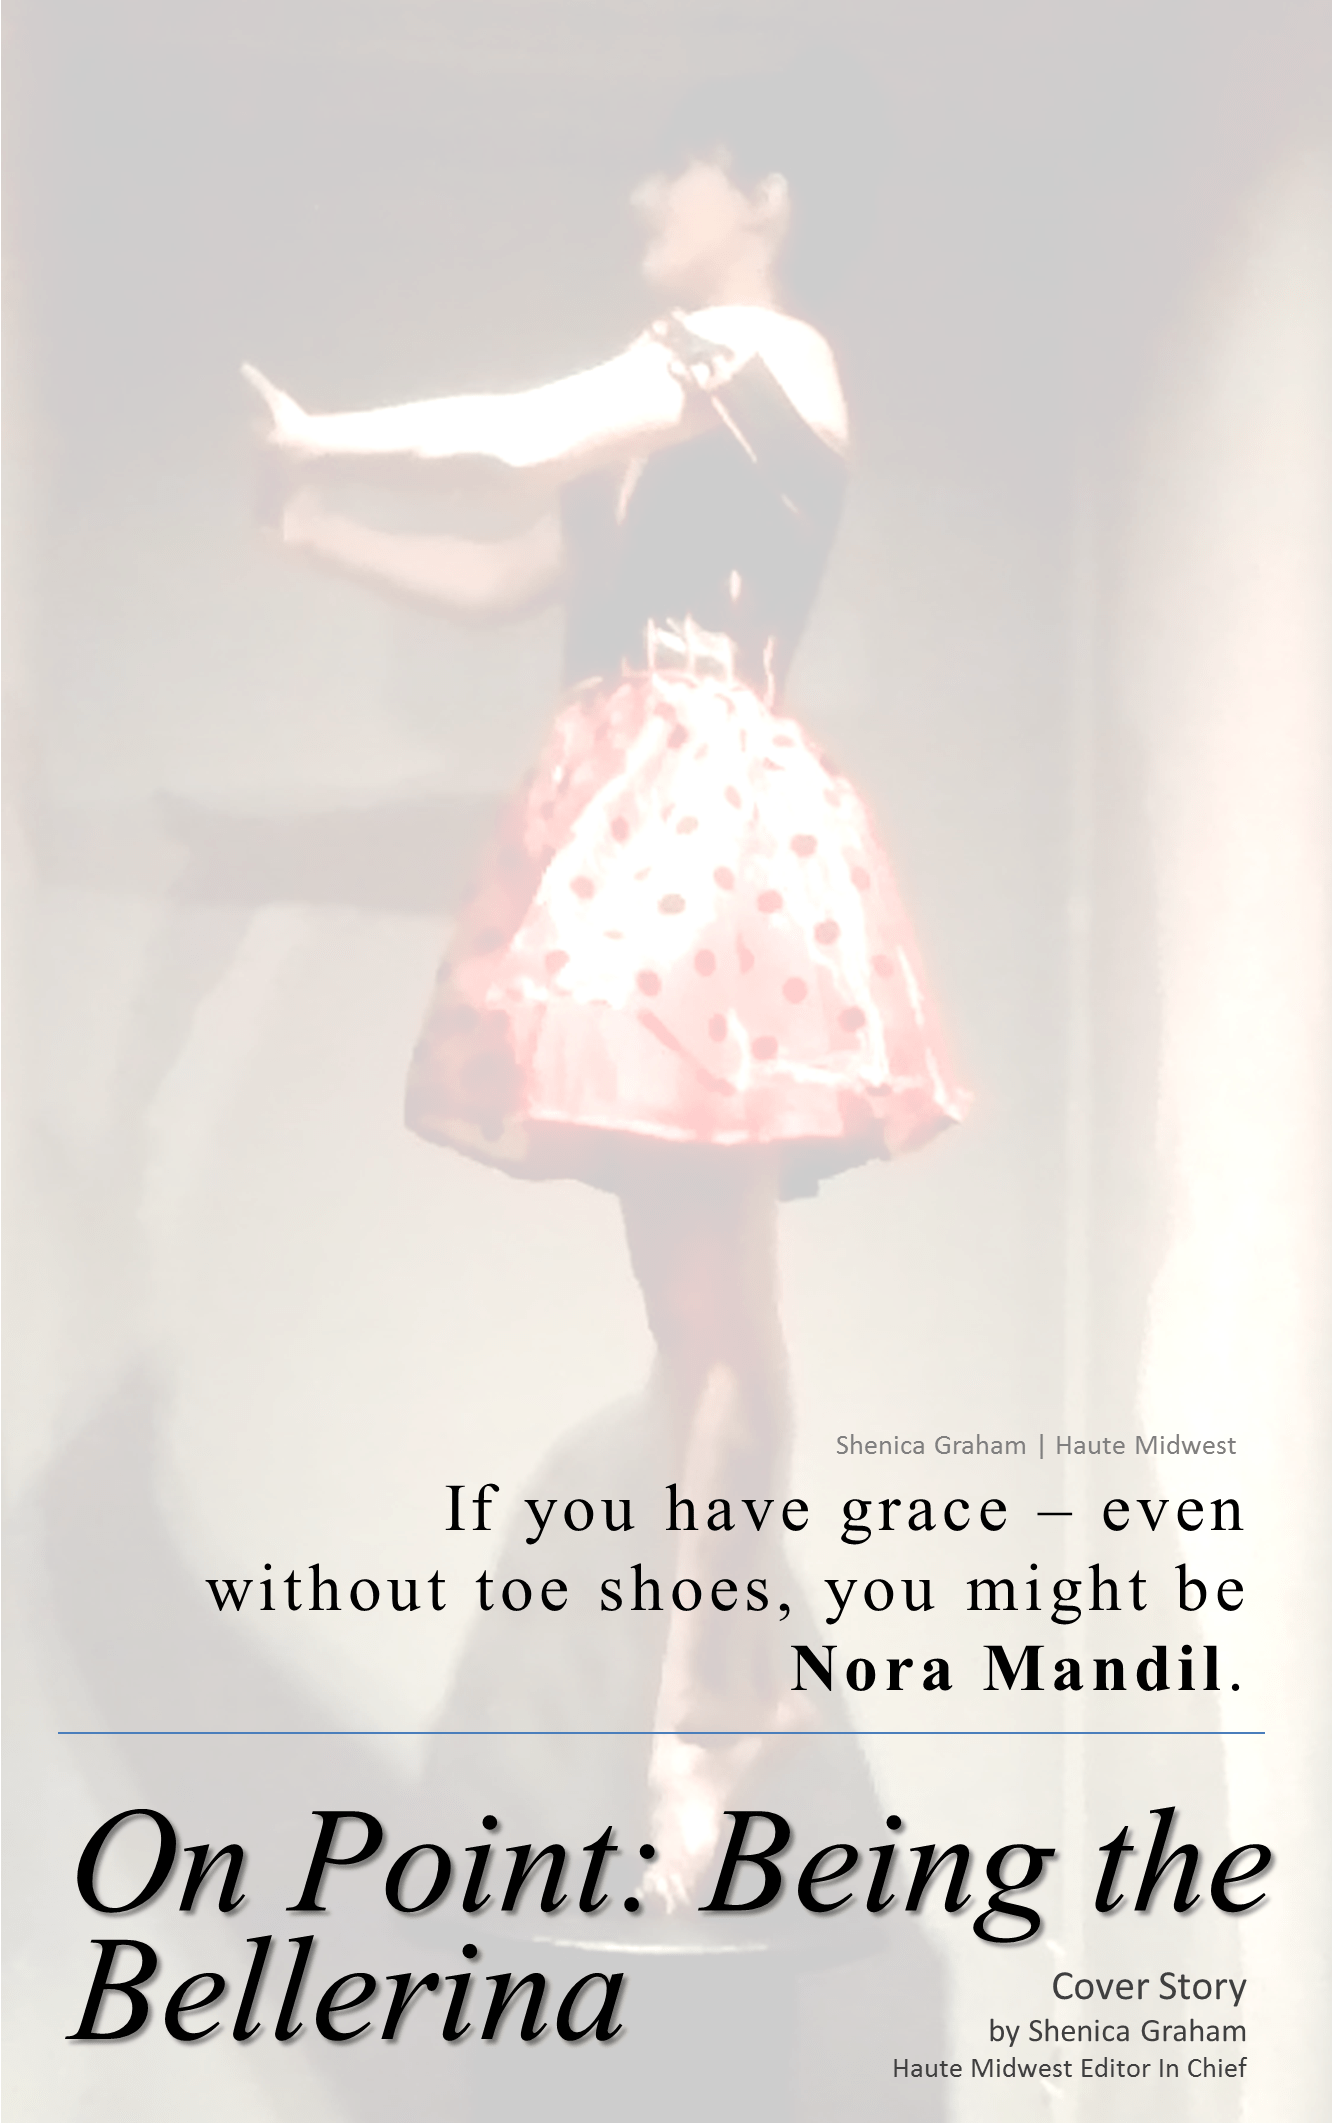 Shenica Graham | Haute Midwest
If you have grace – even
without toe shoes, you might be
Nora Mandil.
On Point: Being the
Bellerina
Cover Story
by Shenica Graham
Haute Midwest Editor In Chief